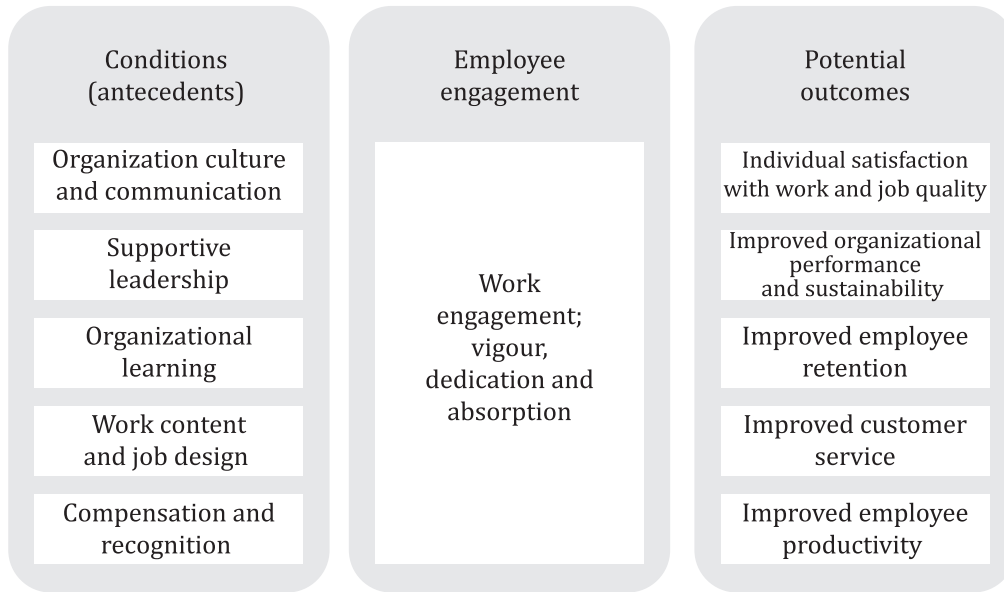 Conditions
(antecedents)
Organization culture
and communication
Supportive
leadership
Organizational
learning
Work content
and job design
Compensation and
recognition
Employee
engagement
Work
engagement;
vigour,
dedication and
absorption
Potential
outcomes
Individual satisfaction
with work and job quality
Improved organizational
performance
and sustainability
Improved employee
retention
Improved customer
service
Improved employee
productivity